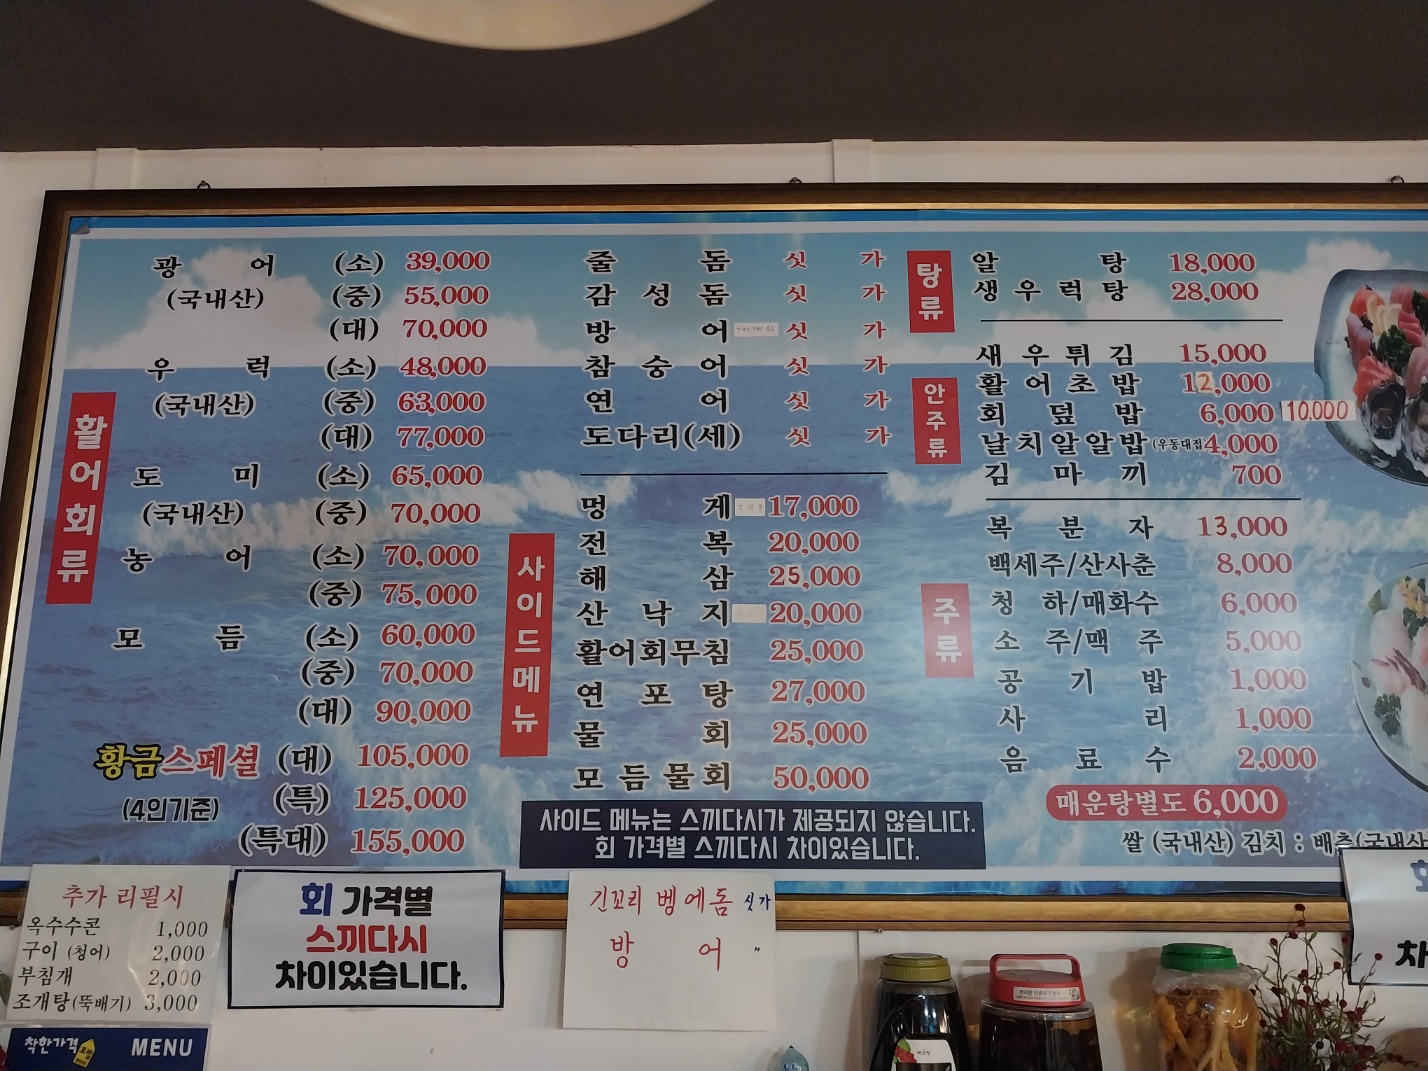 활어회류
광어 (소) 39,000
(국내산) (중) 55,000
(대) 70,000
우럭 (소) 48,000
(국내산) (중) 63,000
(대) 77,000
도미 (소) 65,000
(국내산) (중) 70,000
농어 (소) 70,000
(중) 75,000
모듬 (소) 60,000
(중) 70,000
(대) 90,000
황금스페셜 (대) 105,000
(4인기준) (특) 125,000
(특대) 155,000
줄돔 싯가
감성돔 싯가
방어 싯가
참숭어 싯가
연어 싯가
도다리(세) 싯가
사이드메뉴
멍게 17,000
전복 20,000
해삼 25,000
산낙지 20,000
활어회무침 25,000
연포탕 27,000
물회 25,000
모듬물회 50,000
사이드 메뉴는 스끼다시가 제공되지 않습니다.
회 가격별 스끼다시 차이있습니다.
탕류
알탕 18,000
생우럭탕 28,000
안주류
새우튀김 15,000
활어초밥 12,000
회덮밥 6,000 10.000
날치알알밥(우동대접 4,000
김마끼 700
주류
복분자 13,000
백세주/산사춘 8,000
청하/매화수 6,000
소주/맥주 5,000
공기밥 1,000
사리 1,000
음료수 2,000
매운탕별도 6,000
쌀 (국내산) 김치 : 배추(국내산
추가 리필시
옥수수콘 1,000
구이 (청어) 2,000
부침개 2,000
조개탕(뚝배기) 3,000
착한가격 MENU
회 가격별
스끼다시
차이있습니다.
긴꼬리 벵에돔 싯가
방어 〃
회
차